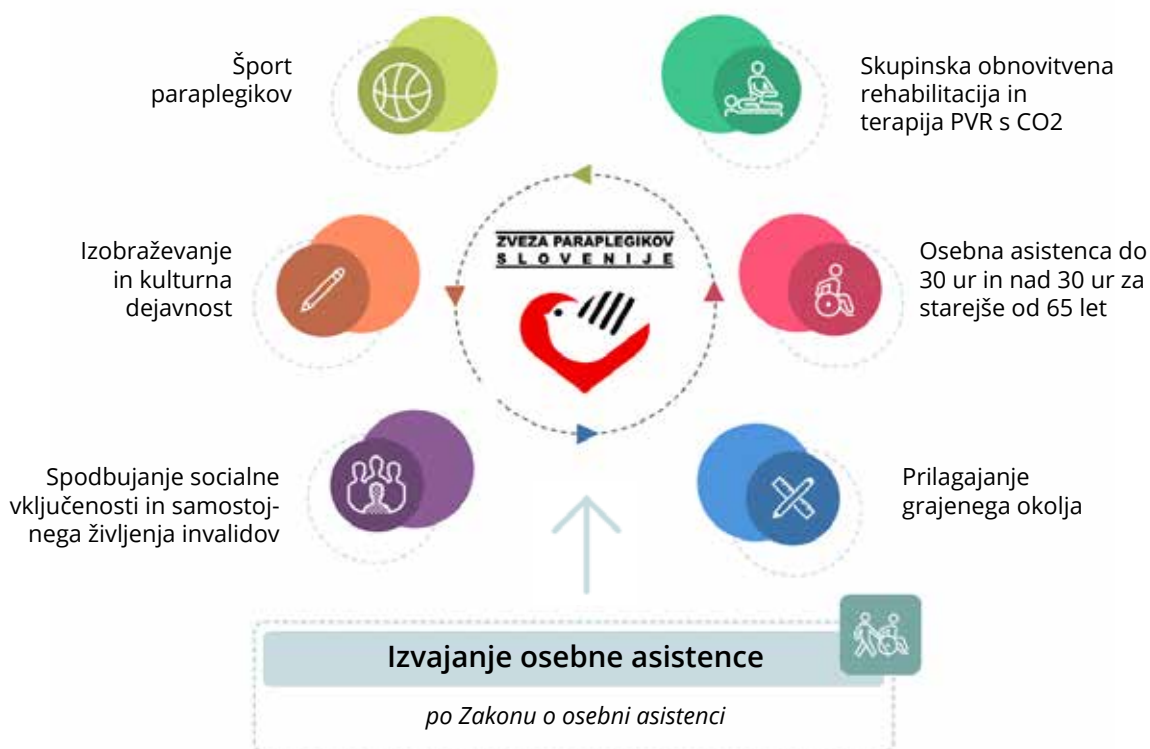 Šport
paraplegikov
Skupinska obnovitvena
rehabilitacija in
terapija PVR s CO2
Izobraževanje
in kulturna
dejavnost
ZVEZA PARAPLEGIKOV
SLOVENIJE
Osebna asistenca do
30 ur in nad 30 ur za
starejše od 65 let
Spodbujanje socialne
vključenosti in samostoj-
nega življenja invalidov
Prilagajanje
grajenega okolja
Izvajanje osebne asistence
po Zakonu o osebni asistenci